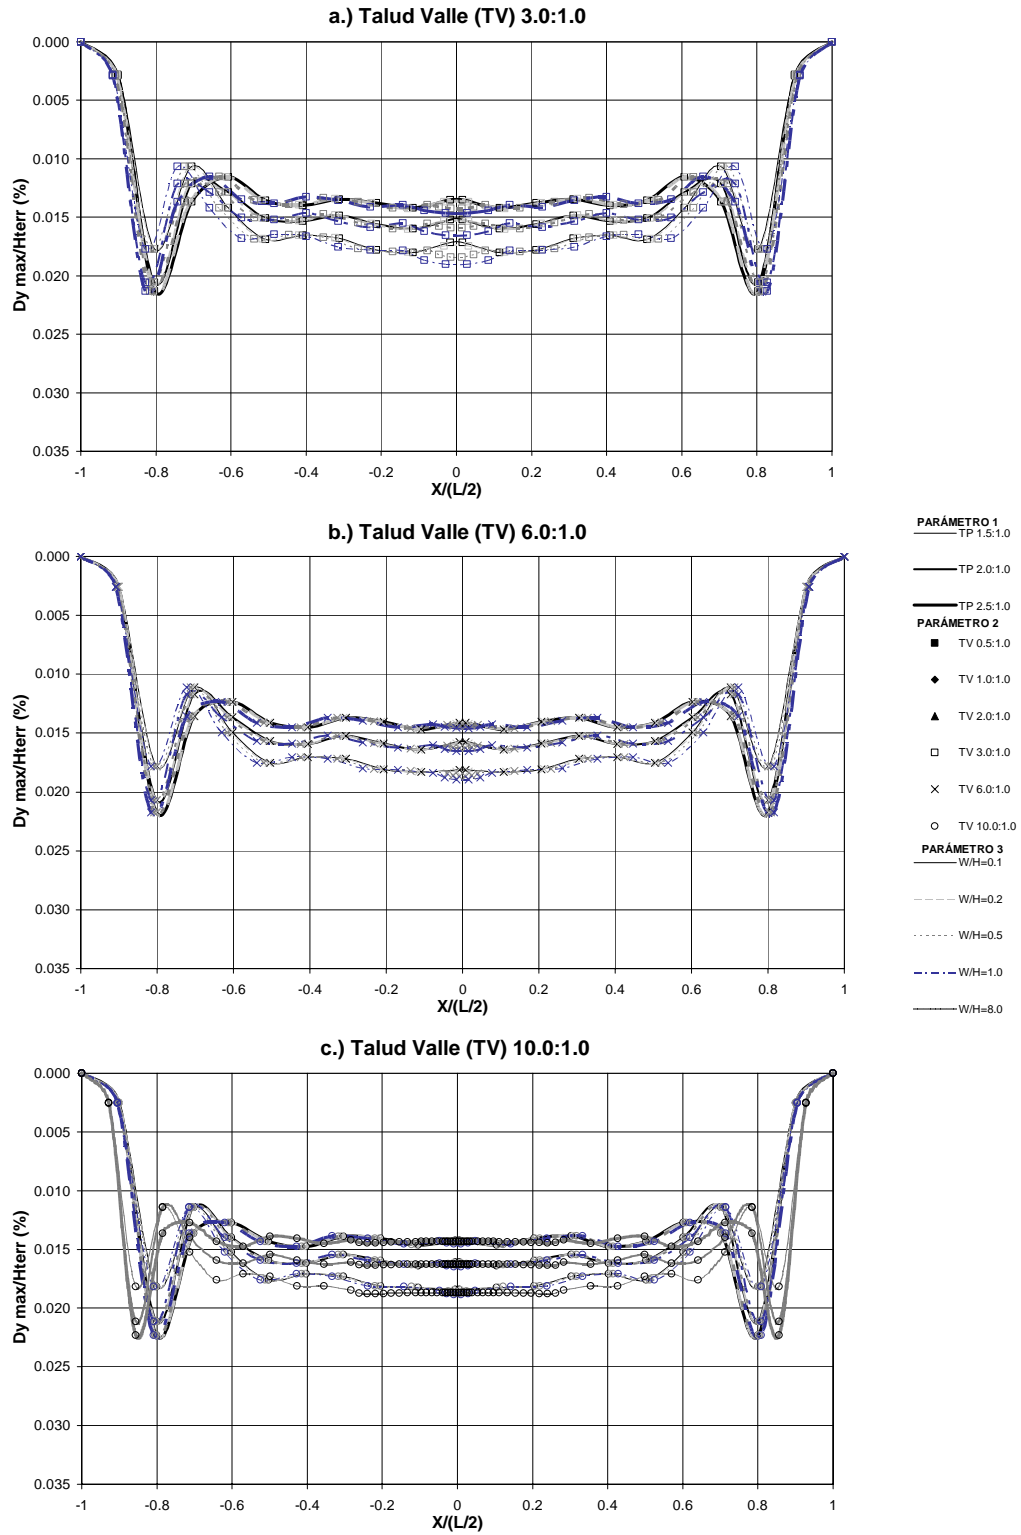 a.) Talud Valle (TV) 3.0:1.0
0.000
0.005
0.010
0.015
0.020
0.025
0.030
0.035
Dy max/Hterr (%)
-1 -0.8 -0.6 -0.4 -0.2 0 0.2 0.4 0.6 0.8 1
X/(L/2)
b.) Talud Valle (TV) 6.0:1.0
0.000
0.005
0.010
0.015
0.020
0.025
0.030
0.035
Dy max/Hterr (%)
-1 -0.8 -0.6 -0.4 -0.2 0 0.2 0.4 0.6 0.8 1
X/(L/2)
PARÁMETRO 1
TP 1.5:1.0
TP 2.0:1.0
TP 2.5:1.0
PARÁMETRO 2
TV 0.5:1.0
TV 1.0:1.0
TV 2.0:1.0
TV 3.0:1.0
TV 6.0:1.0
TV 10.0:1.0
PARÁMETRO 3
W/H=0.1
W/H=0.2
W/H=0.5
W/H=1.0
W/H=8.0
c.) Talud Valle (TV) 10.0:1.0
0.000
0.005
0.010
0.015
0.020
0.025
0.030
0.035
Dy max/Hterr (%)
-1 -0.8 -0.6 -0.4 -0.2 0 0.2 0.4 0.6 0.8 1
X/(L/2)